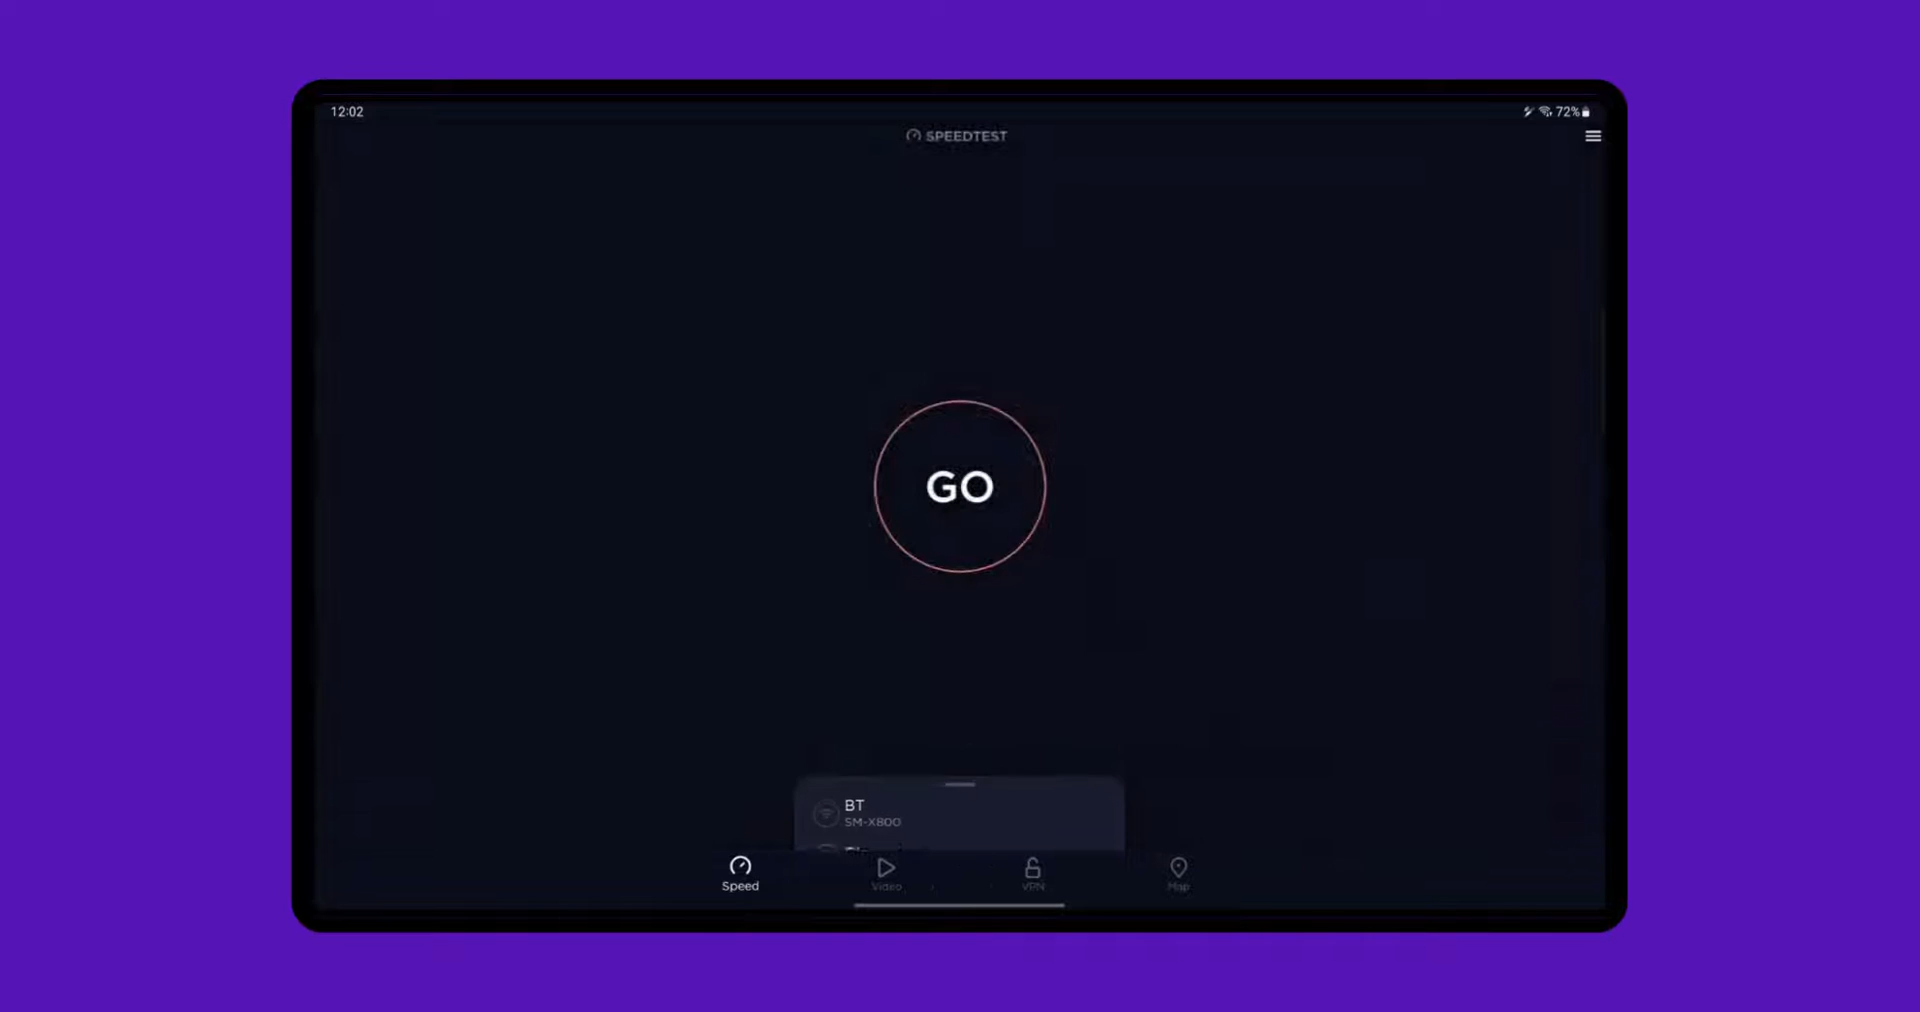 12:02
72%
SPEEDTEST
GO
BT
SM-X800
Speed
Video
VPN
Map